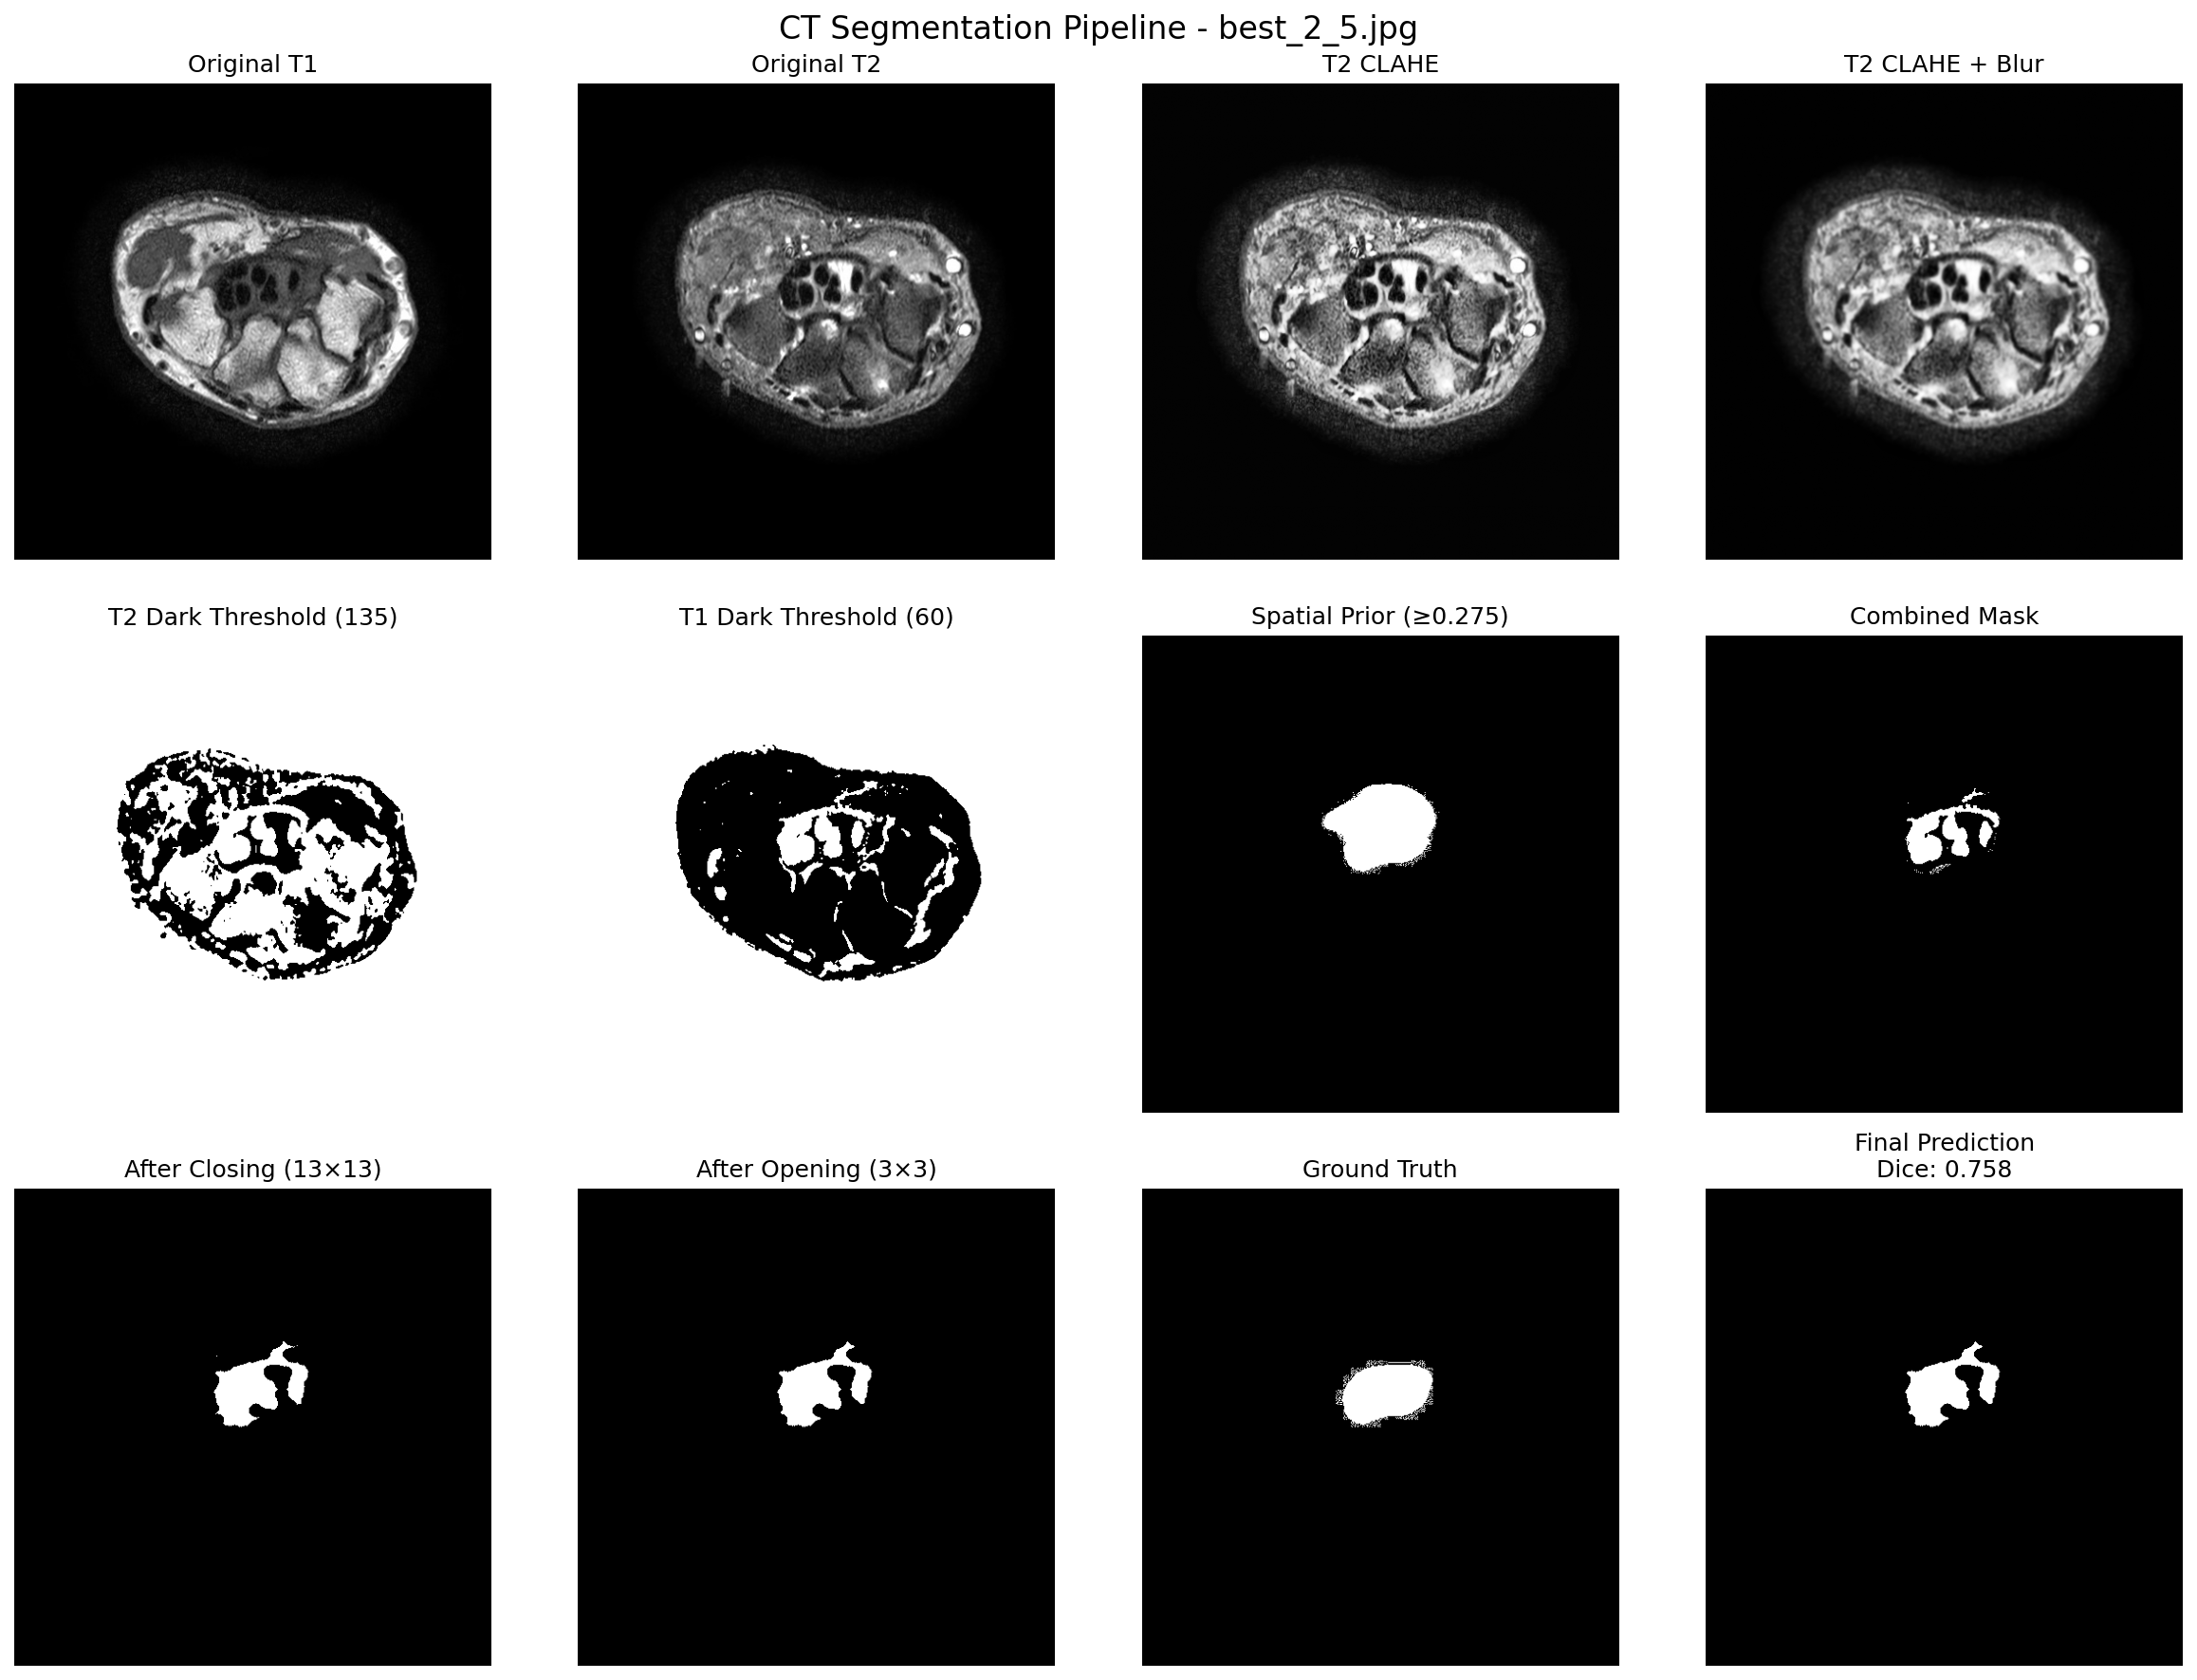 CT Segmentation Pipeline - best_2_5.jpg
Original T1
Original T2
T2 CLAHE
T2 CLAHE + Blur
T2 Dark Threshold (135)
T1 Dark Threshold (60)
Spatial Prior (≥0.275)
Combined Mask
After Closing (13×13)
After Opening (3×3)
Ground Truth
Final Prediction
Dice: 0.758